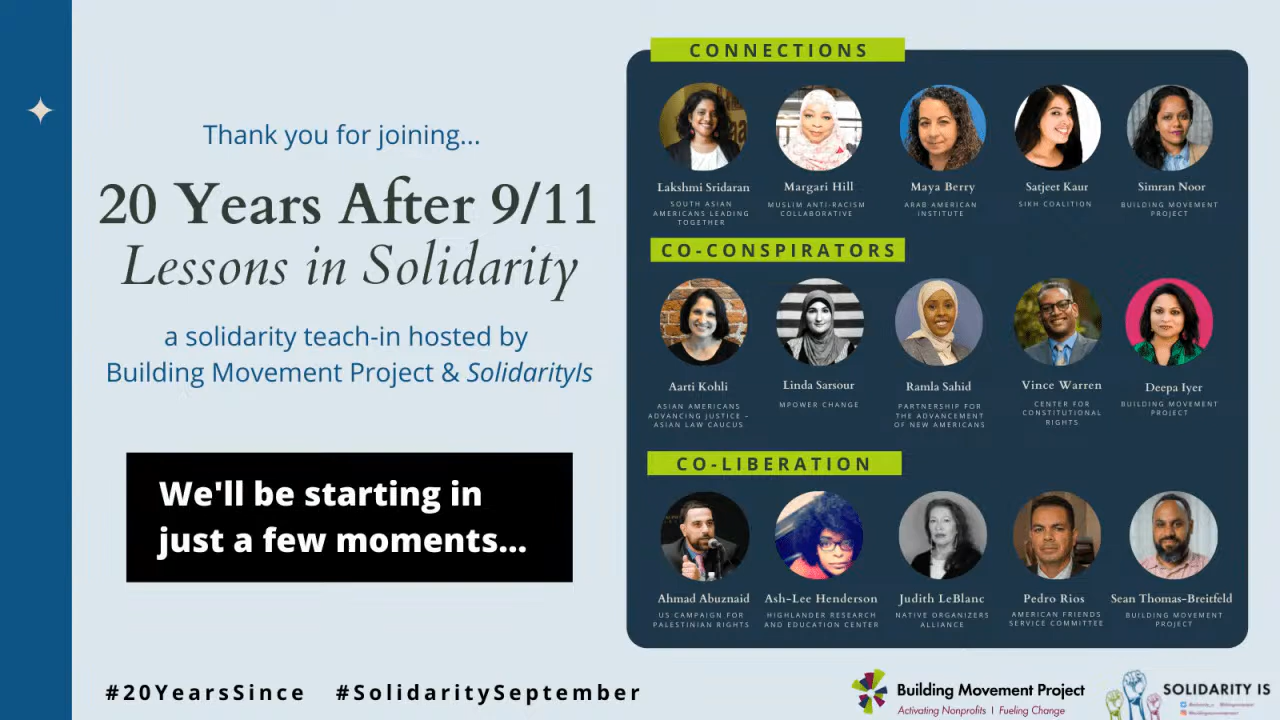 Thank you for joining...
20 Years After 9/11
Lessons in Solidarity
a solidarity teach-in hosted by
Building Movement Project & SolidarityIs
We'll be starting in
just a few moments...
#20YearsSince #SolidaritySeptember
CONNECTIONS
Lakshmi Sridaran
SOUTH ASIAN
AMERICANS LEADING
TOGETHER
Margari Hill
MUSLIM ANTI-RACISM
COLLABORATIVE
Maya Berry
ARAB AMERICAN
INSTITUTE
Satjeet Kaur
SIKH COALITION
Simran Noor
BUILDING MOVEMENT
PROJECT
CO-CONSPIRATORS
Aarti Kohli
ASIAN AMERICANS
ADVANCING JUSTICE –
ASIAN LAW CAUCUS
Linda Sarsour
MPOWER CHANGE
Ramla Sahid
PARTNERSHIP FOR
THE ADVANCEMENT
OF NEW AMERICANS
Vince Warren
CENTER FOR
CONSTITUTIONAL
RIGHTS
Deepa Iyer
BUILDING MOVEMENT
PROJECT
CO-LIBERATION
Ahmad Abuznaid
US CAMPAIGN FOR
PALESTINIAN RIGHTS
Ash-Lee Henderson
HIGHLANDER RESEARCH
AND EDUCATION CENTER
Judith LeBlanc
NATIVE ORGANIZERS
ALLIANCE
Pedro Rios
AMERICAN FRIENDS
SERVICE COMMITTEE
Sean Thomas-Breitfeld
BUILDING MOVEMENT
PROJECT
Building Movement Project
Activating Nonprofits | Fueling Change
SOLIDARITY IS